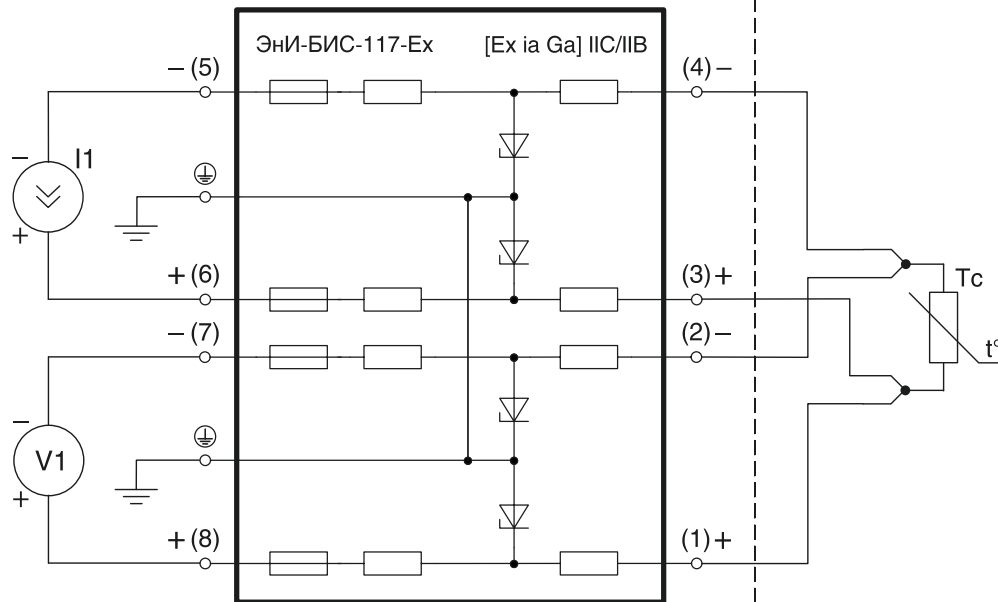 ЭнИ-БИС-117-Ex [Ex ia Ga] IIC/IIB
− (5)
(4) −
− I1
+
+ (6)
(3) +
Tc
t°
− (7)
(2) −
−
V1
+
+ (8)
(1) +